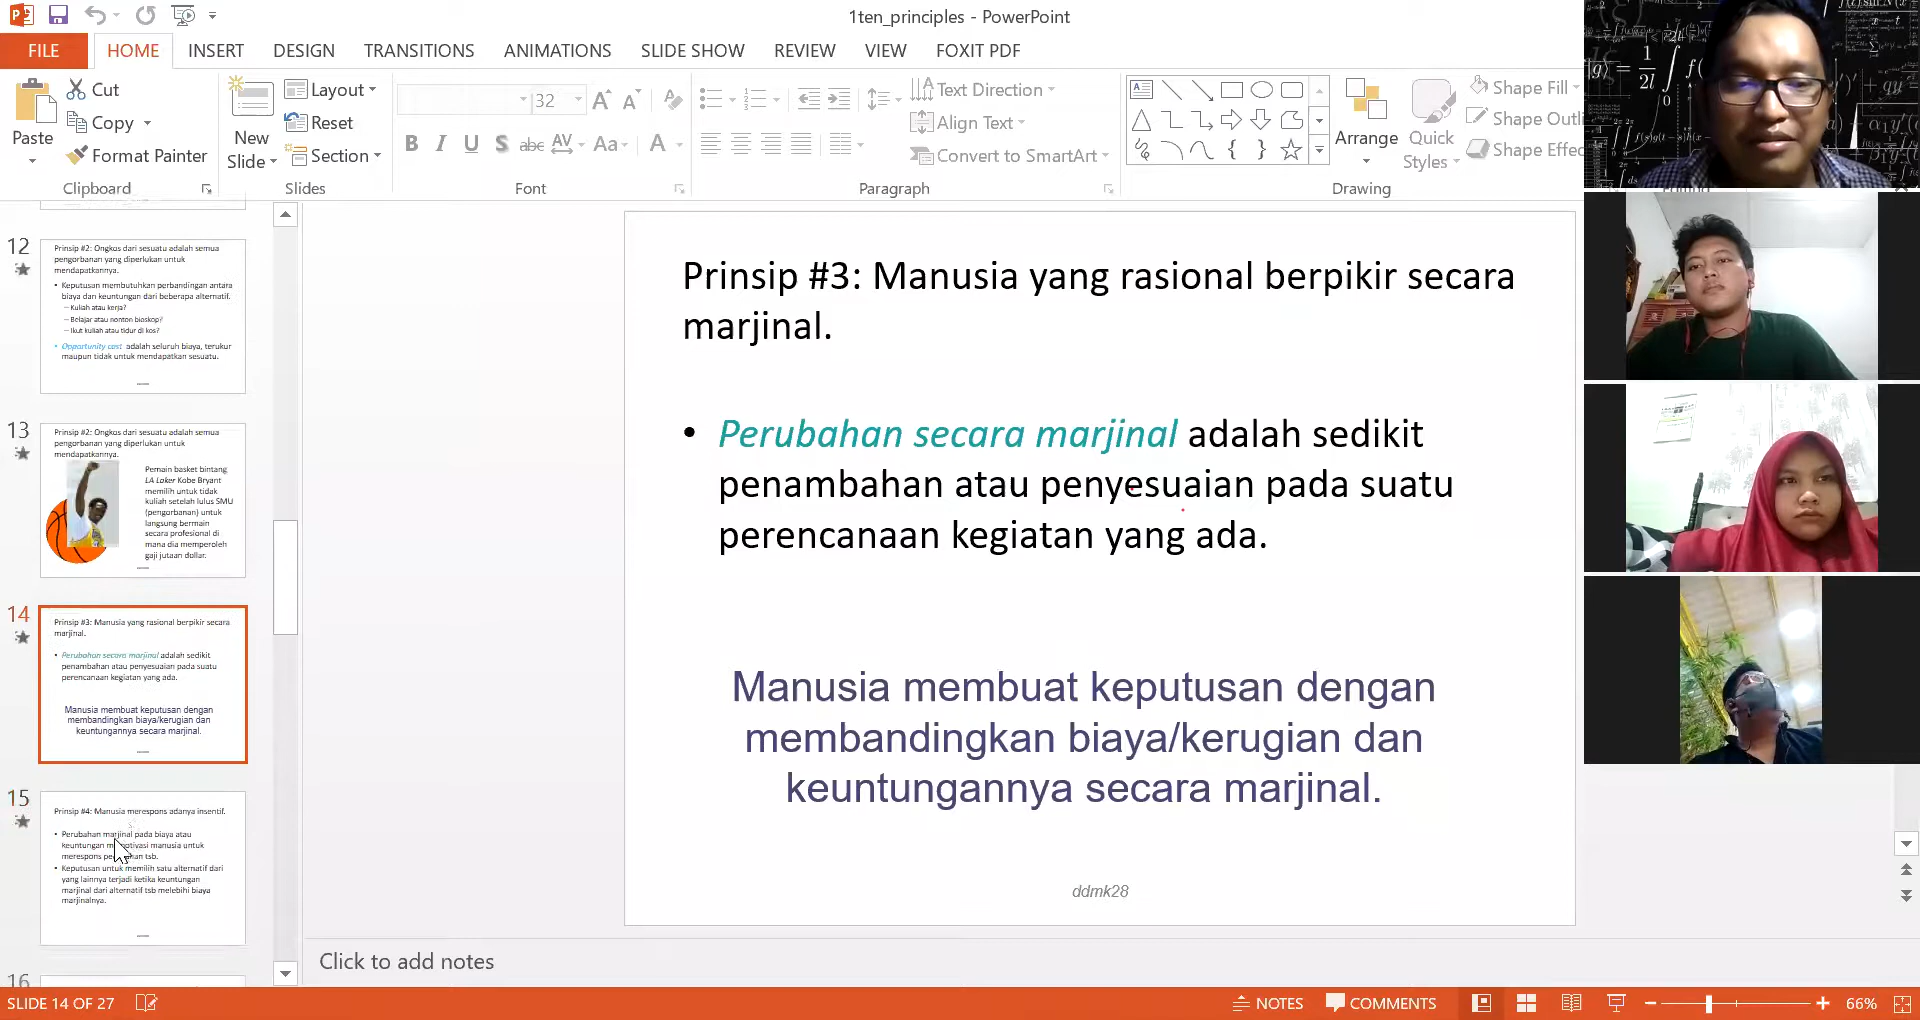 1ten_principles - PowerPoint
FILE HOME INSERT DESIGN TRANSITIONS ANIMATIONS SLIDE SHOW REVIEW VIEW FOXIT PDF
Paste
Cut
Copy
Format Painter
Clipboard
New
Slide
Layout
Reset
Section
Slides
32
B I U S abc AV Aa A
Font
Text Direction
Align Text
Convert to SmartArt
Paragraph
Arrange
Quick
Styles
Shape Fill
Shape Outl
Shape Effec
Drawing
12
Prinsip #2: Ongkos dari sesuatu adalah semua
pengorbanan yang diperlukan untuk
mendapatkannya.
• Keputusan membutuhkan perbandingan antara
biaya dan keuntungan dari beberapa alternatif.
– Kuliah atau kerja?
– Belajar atau nonton bioskop?
– Ikut kuliah atau tidur di kos?
• Opportunity cost adalah seluruh biaya, terukur
maupun tidak untuk mendapatkan sesuatu.
13
Prinsip #2: Ongkos dari sesuatu adalah semua
pengorbanan yang diperlukan untuk
mendapatkannya.
Pemain basket bintang
LA Laker Kobe Bryant
memilih untuk tidak
kuliah setelah lulus SMU
(pengorbanan) untuk
langsung bermain
secara profesional di
mana dia memperoleh
gaji jutaan dollar.
14
Prinsip #3: Manusia yang rasional berpikir secara
marjinal.
• Perubahan secara marjinal adalah sedikit
penambahan atau penyesuaian pada suatu
perencanaan kegiatan yang ada.
Manusia membuat keputusan dengan
membandingkan biaya/kerugian dan
keuntungannya secara marjinal.
15
Prinsip #4: Manusia merespons adanya insentif.
• Perubahan marjinal pada biaya atau
keuntungan memotivasi manusia untuk
merespons tsb.
• Keputusan untuk memilih satu alternatif dari
yang lainnya terjadi ketika keuntungan
marjinal dari alternatif tsb melebihi biaya
marjinalnya.
16
Prinsip #3: Manusia yang rasional berpikir secara
marjinal.
• Perubahan secara marjinal adalah sedikit
penambahan atau penyesuaian pada suatu
perencanaan kegiatan yang ada.
Manusia membuat keputusan dengan
membandingkan biaya/kerugian dan
keuntungannya secara marjinal.
ddmk28
Click to add notes
SLIDE 14 OF 27
NOTES
COMMENTS
66%